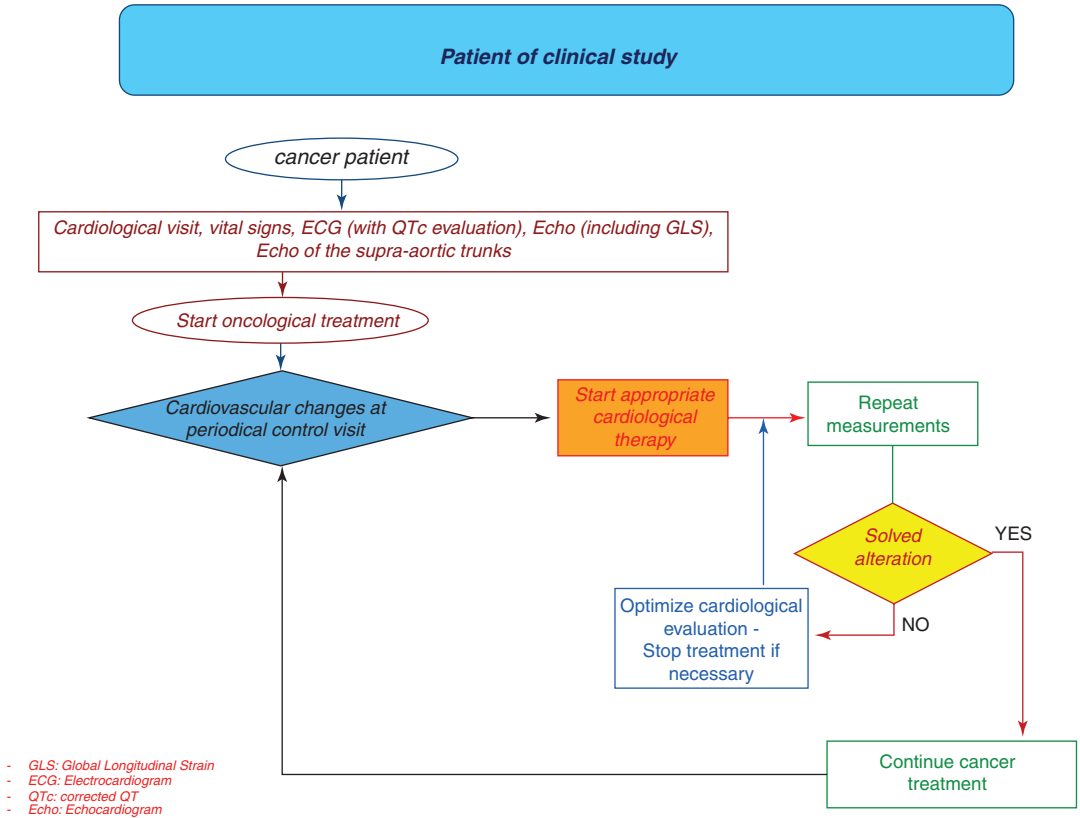 Patient of clinical study
cancer patient
Cardiological visit, vital signs, ECG (with QTc evaluation), Echo (including GLS),
Echo of the supra-aortic trunks
Start oncological treatment
Cardiovascular changes at
periodical control visit
Start appropriate
cardiological
therapy
Repeat
measurements
Solved
alteration
YES
NO
Optimize cardiological
evaluation -
Stop treatment if
necessary
Continue cancer
treatment
- GLS: Global Longitudinal Strain
- ECG: Electrocardiogram
- QTc: corrected QT
- Echo: Echocardiogram